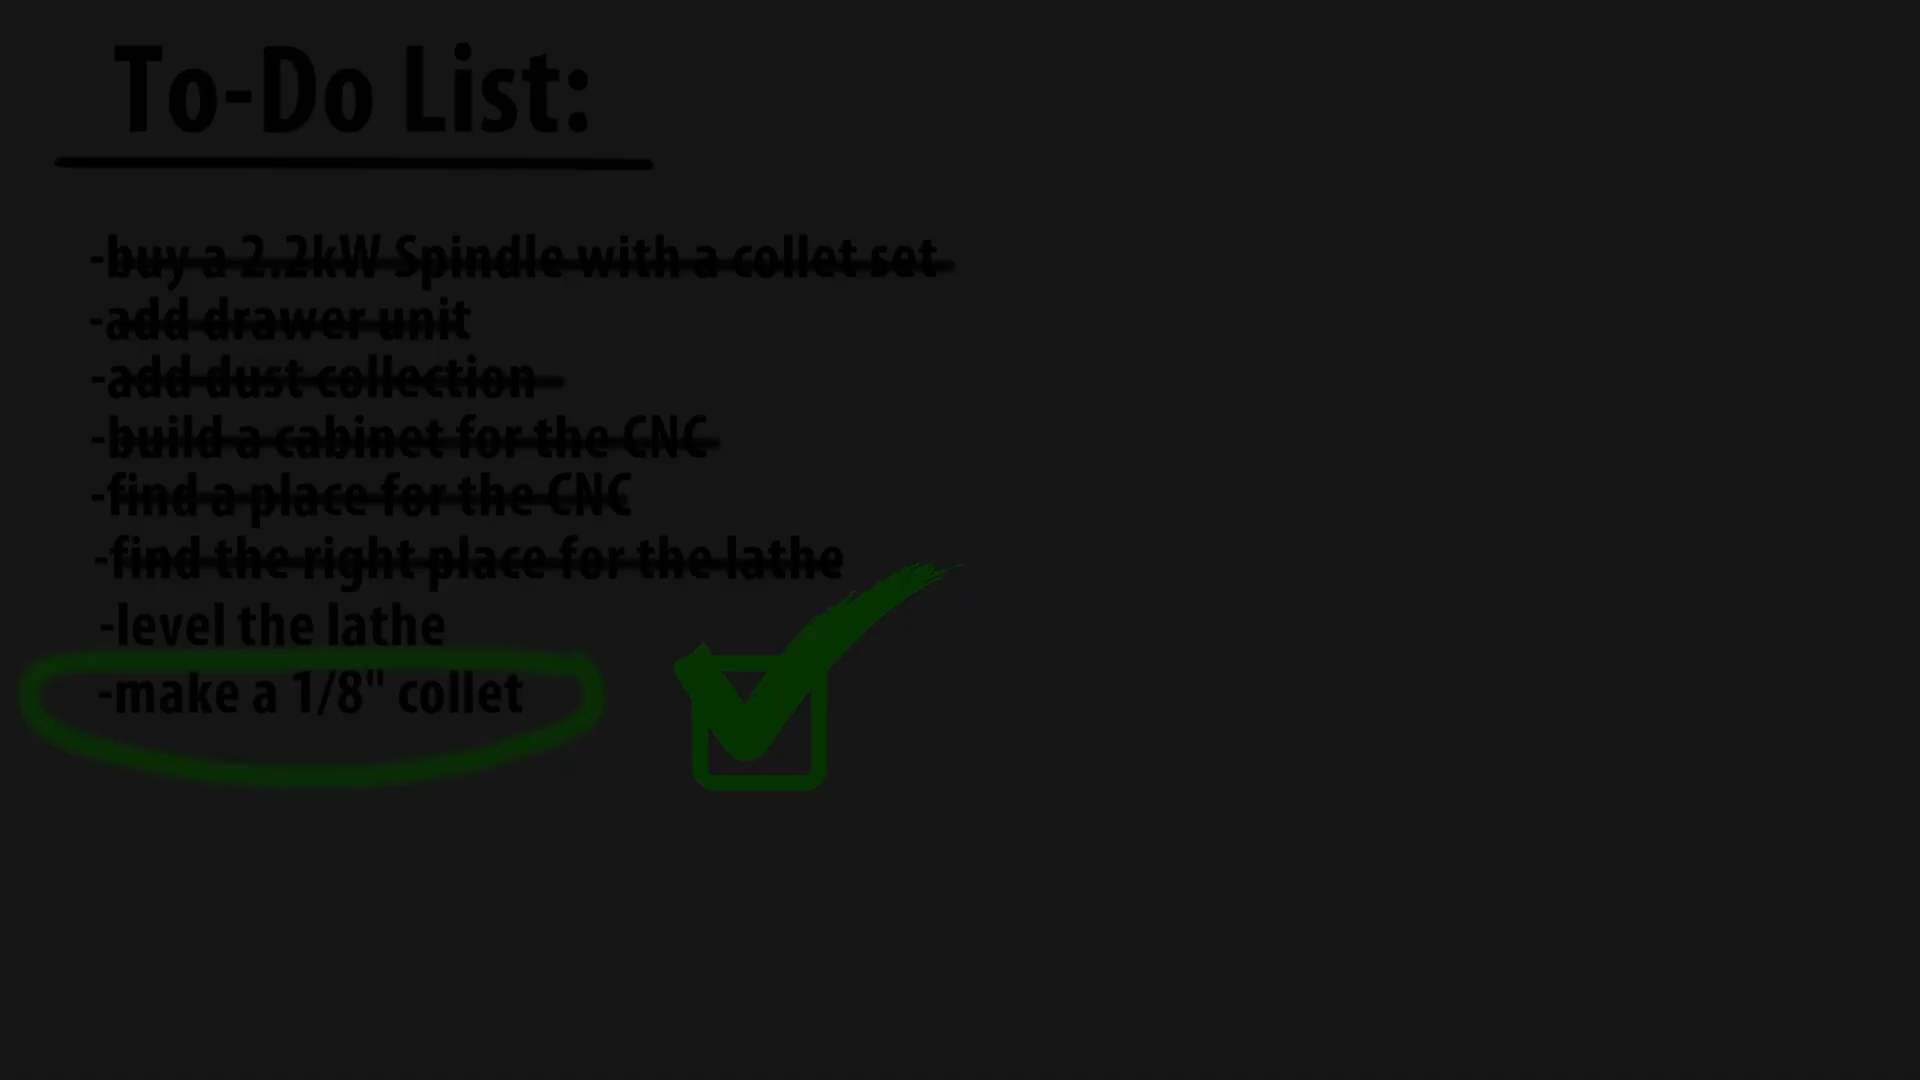 To-Do List:
-buy a 2.2kW Spindle with a collet set
-add drawer unit
-add dust collection
-build a cabinet for the CNC
-find a place for the CNC
-find the right place for the lathe
-level the lathe
-make a 1/8" collet